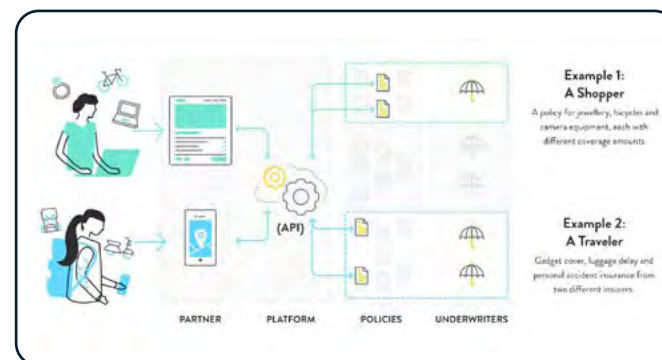 Example 1:
A Shopper
A policy for jewellery, bicycles and
camera equipment, each with
different coverage amounts
{API}
Example 2:
A Traveler
Gadget cover, luggage delay and
personal accident insurance from
two different insurers.
PARTNER
PLATFORM
POLICIES
UNDERWRITERS